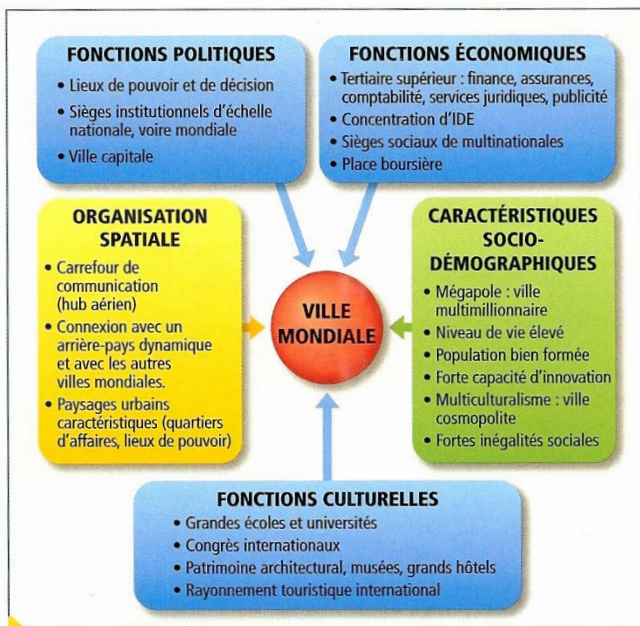 FONCTIONS POLITIQUES
• Lieux de pouvoir et de décision
• Sièges institutionnels d'échelle
nationale, voire mondiale
• Ville capitale
FONCTIONS ÉCONOMIQUES
• Tertiaire supérieur : finance, assurances,
comptabilité, services juridiques, publicité
• Concentration d'IDE
• Sièges sociaux de multinationales
• Place boursière
ORGANISATION
SPATIALE
• Carrefour de
communication
(hub aérien)
• Connexion avec un
arrière-pays dynamique
et avec les autres
villes mondiales.
• Paysages urbains
caractéristiques (quartiers
d'affaires, lieux de pouvoir)
VILLE
MONDIALE
CARACTÉRISTIQUES
SOCIO-
DÉMOGRAPHIQUES
• Mégapole : ville
multimillionnaire
• Niveau de vie élevé
• Population bien formée
• Forte capacité d'innovation
• Multiculturalisme : ville
cosmopolite
• Fortes inégalités sociales
FONCTIONS CULTURELLES
• Grandes écoles et universités
• Congrès internationaux
• Patrimoine architectural, musées, grands hôtels
• Rayonnement touristique international